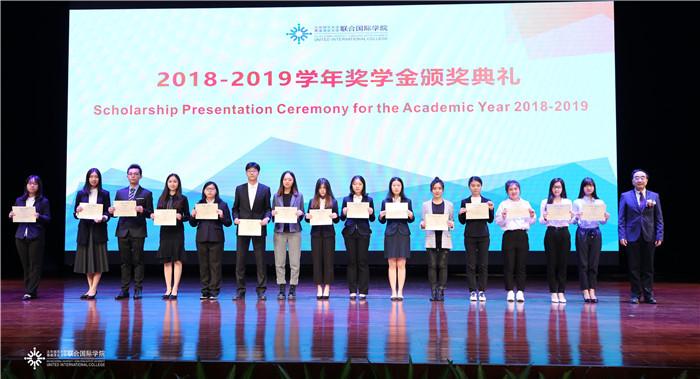 联合国际学院
UNITED INTERNATIONAL COLLEGE
2018-2019学年奖学金颁奖典礼
Scholarship Presentation Ceremony for the Academic Year 2018-2019
联合国际学院
UNITED INTERNATIONAL COLLEGE